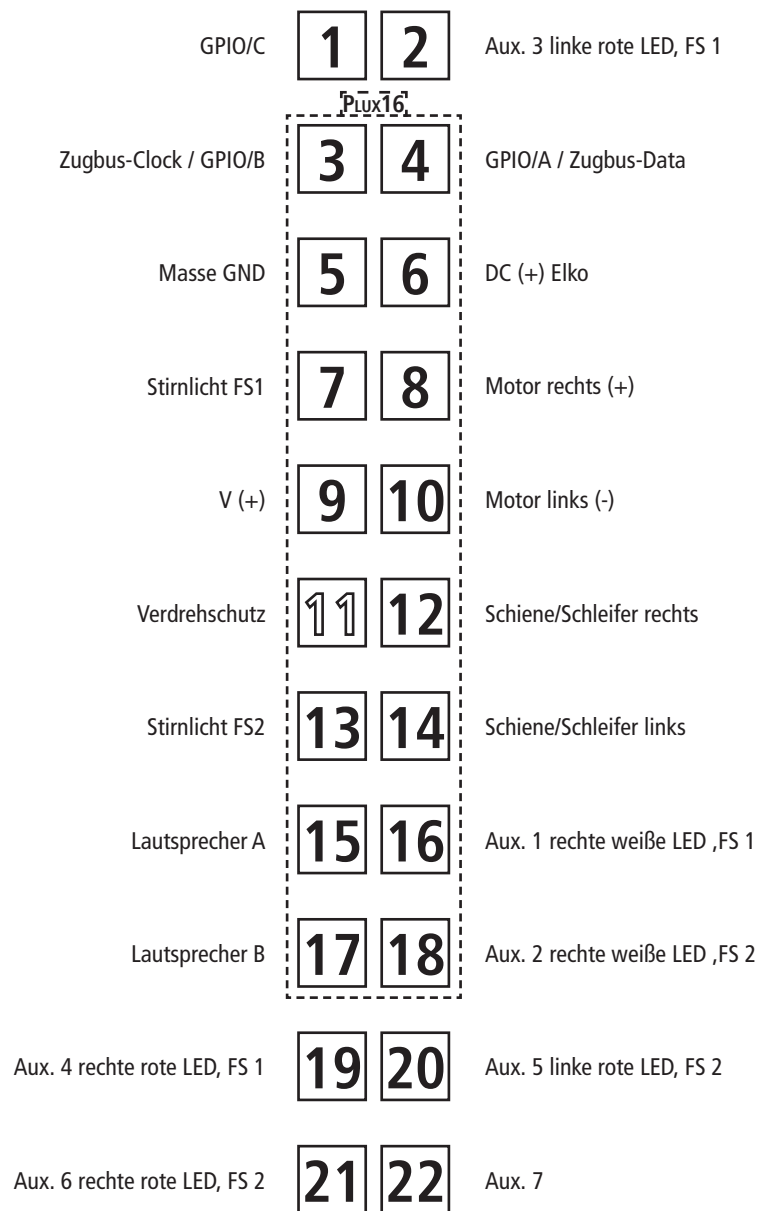 GPIO/C 1 2 Aux. 3 linke rote LED, FS 1
PLUX16
Zugbus-Clock / GPIO/B 3 4 GPIO/A / Zugbus-Data
Masse GND 5 6 DC (+) Elko
Stirnlicht FS1 7 8 Motor rechts (+)
V (+) 9 10 Motor links (-)
Verdrehschutz 11 12 Schiene/Schleifer rechts
Stirnlicht FS2 13 14 Schiene/Schleifer links
Lautsprecher A 15 16 Aux. 1 rechte weiße LED ,FS 1
Lautsprecher B 17 18 Aux. 2 rechte weiße LED ,FS 2
Aux. 4 rechte rote LED, FS 1 19 20 Aux. 5 linke rote LED, FS 2
Aux. 6 rechte rote LED, FS 2 21 22 Aux. 7